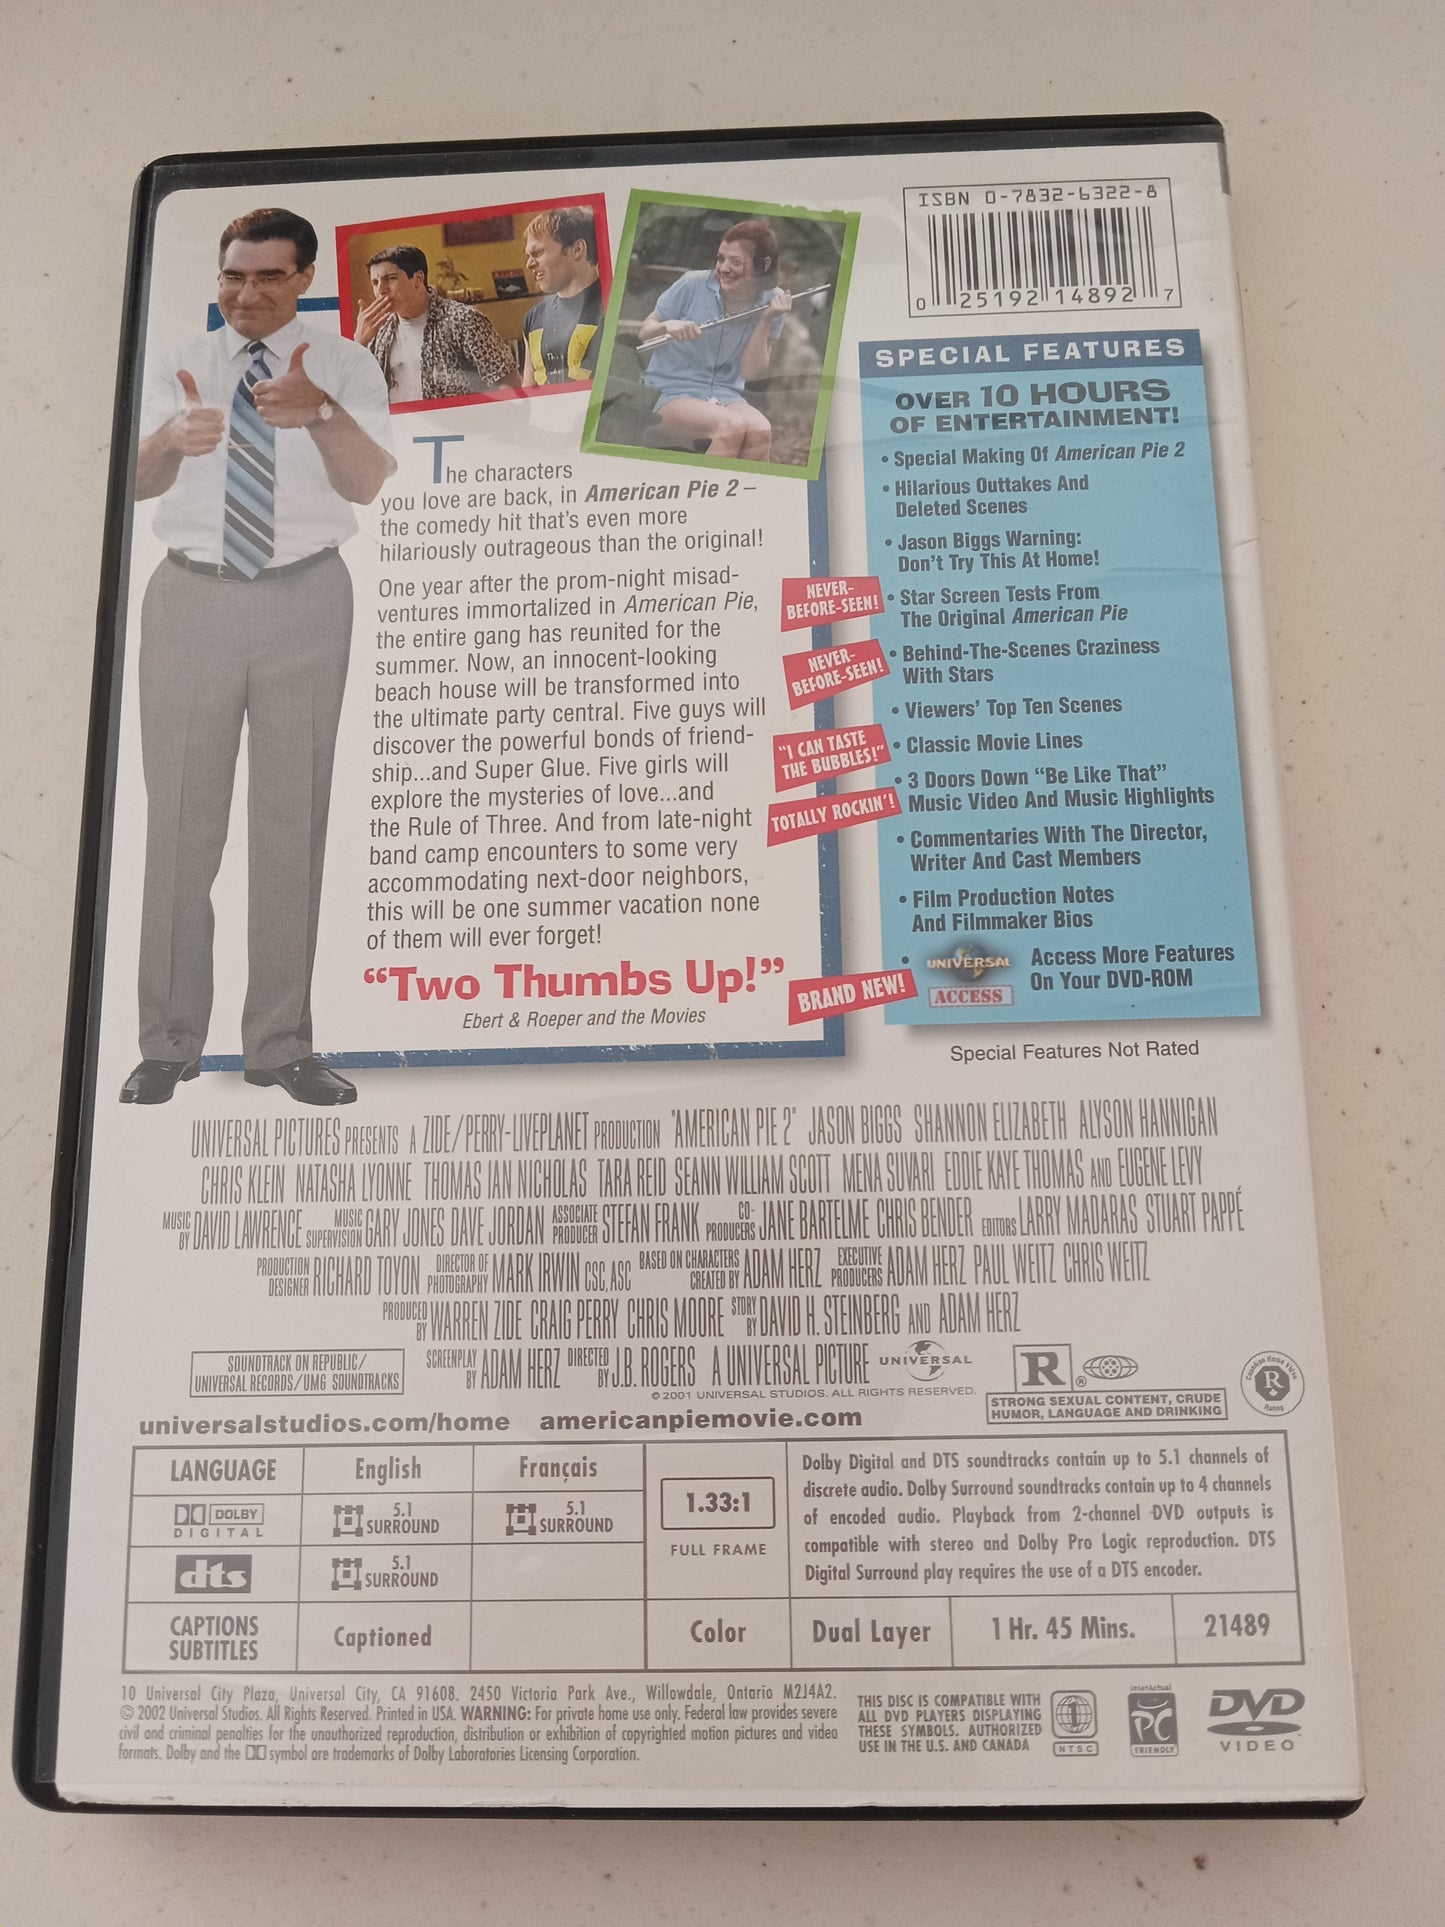 ISBN 0-7832-6322-8
0 25192 14892 7
The characters
you love are back, in American Pie 2 –
the comedy hit that's even more
hilariously outrageous than the original!
One year after the prom-night misad-
ventures immortalized in American Pie,
the entire gang has reunited for the
summer. Now, an innocent-looking
beach house will be transformed into
the ultimate party central. Five guys will
discover the powerful bonds of friend-
ship...and Super Glue. Five girls will
explore the mysteries of love...and
the Rule of Three. And from late-night
band camp encounters to some very
accommodating next-door neighbors,
this will be one summer vacation none
of them will ever forget!
"Two Thumbs Up!"
Ebert & Roeper and the Movies
SPECIAL FEATURES
OVER 10 HOURS
OF ENTERTAINMENT!
• Special Making Of American Pie 2
• Hilarious Outtakes And
Deleted Scenes
• Jason Biggs Warning:
Don't Try This At Home!
NEVER-
BEFORE-SEEN!
• Star Screen Tests From
The Original American Pie
NEVER-
BEFORE-SEEN!
• Behind-The-Scenes Craziness
With Stars
• Viewers' Top Ten Scenes
"I CAN TASTE
THE BUBBLES!"
• Classic Movie Lines
TOTALLY ROCKIN'!
• 3 Doors Down "Be Like That"
Music Video And Music Highlights
• Commentaries With The Director,
Writer And Cast Members
• Film Production Notes
And Filmmaker Bios
BRAND NEW!
• UNIVERSAL
ACCESS
Access More Features
On Your DVD-ROM
Special Features Not Rated
UNIVERSAL PICTURES PRESENTS A ZIDE/PERRY-LIVEPLANET PRODUCTION "AMERICAN PIE 2" JASON BIGGS SHANNON ELIZABETH ALYSON HANNIGAN
CHRIS KLEIN NATASHA LYONNE THOMAS IAN NICHOLAS TARA REID SEANN WILLIAM SCOTT MENA SUVARI EDDIE KAYE THOMAS AND EUGENE LEVY
MUSIC BY DAVID LAWRENCE MUSIC SUPERVISION GARY JONES DAVE JORDAN ASSOCIATE PRODUCER STEFAN FRANK CO-PRODUCERS JANE BARTELME CHRIS BENDER EDITORS LARRY MADARAS STUART PAPPÉ
PRODUCTION DESIGNER RICHARD TOYON DIRECTOR OF PHOTOGRAPHY MARK IRWIN CSC, ASC BASED ON CHARACTERS CREATED BY ADAM HERZ EXECUTIVE PRODUCERS ADAM HERZ PAUL WEITZ CHRIS WEITZ
PRODUCED BY WARREN ZIDE CRAIG PERRY CHRIS MOORE STORY BY DAVID H. STEINBERG AND ADAM HERZ
SCREENPLAY BY ADAM HERZ DIRECTED BY J.B. ROGERS A UNIVERSAL PICTURE UNIVERSAL
SOUNDTRACK ON REPUBLIC/
UNIVERSAL RECORDS/UMG SOUNDTRACKS
© 2001 UNIVERSAL STUDIOS. ALL RIGHTS RESERVED.
R ®
STRONG SEXUAL CONTENT, CRUDE
HUMOR, LANGUAGE AND DRINKING
Canadian Home Video
R
Rating
universalstudios.com/home americanpiemovie.com
LANGUAGE English Français
DOLBY
DIGITAL
5.1
SURROUND
5.1
SURROUND
dts
5.1
SURROUND
CAPTIONS
SUBTITLES
Captioned
1.33:1
FULL FRAME
Dolby Digital and DTS soundtracks contain up to 5.1 channels of
discrete audio. Dolby Surround soundtracks contain up to 4 channels
of encoded audio. Playback from 2-channel DVD outputs is
compatible with stereo and Dolby Pro Logic reproduction. DTS
Digital Surround play requires the use of a DTS encoder.
Color Dual Layer 1 Hr. 45 Mins. 21489
10 Universal City Plaza, Universal City, CA 91608. 2450 Victoria Park Ave., Willowdale, Ontario M2J4A2.
© 2002 Universal Studios. All Rights Reserved. Printed in USA. WARNING: For private home use only. Federal law provides severe
civil and criminal penalties for the unauthorized reproduction, distribution or exhibition of copyrighted motion pictures and video
formats. Dolby and the DD symbol are trademarks of Dolby Laboratories Licensing Corporation.
THIS DISC IS COMPATIBLE WITH
ALL DVD PLAYERS DISPLAYING
THESE SYMBOLS. AUTHORIZED
USE IN THE U.S. AND CANADA
1
NTSC
InterActual
PC
FRIENDLY
DVD
VIDEO